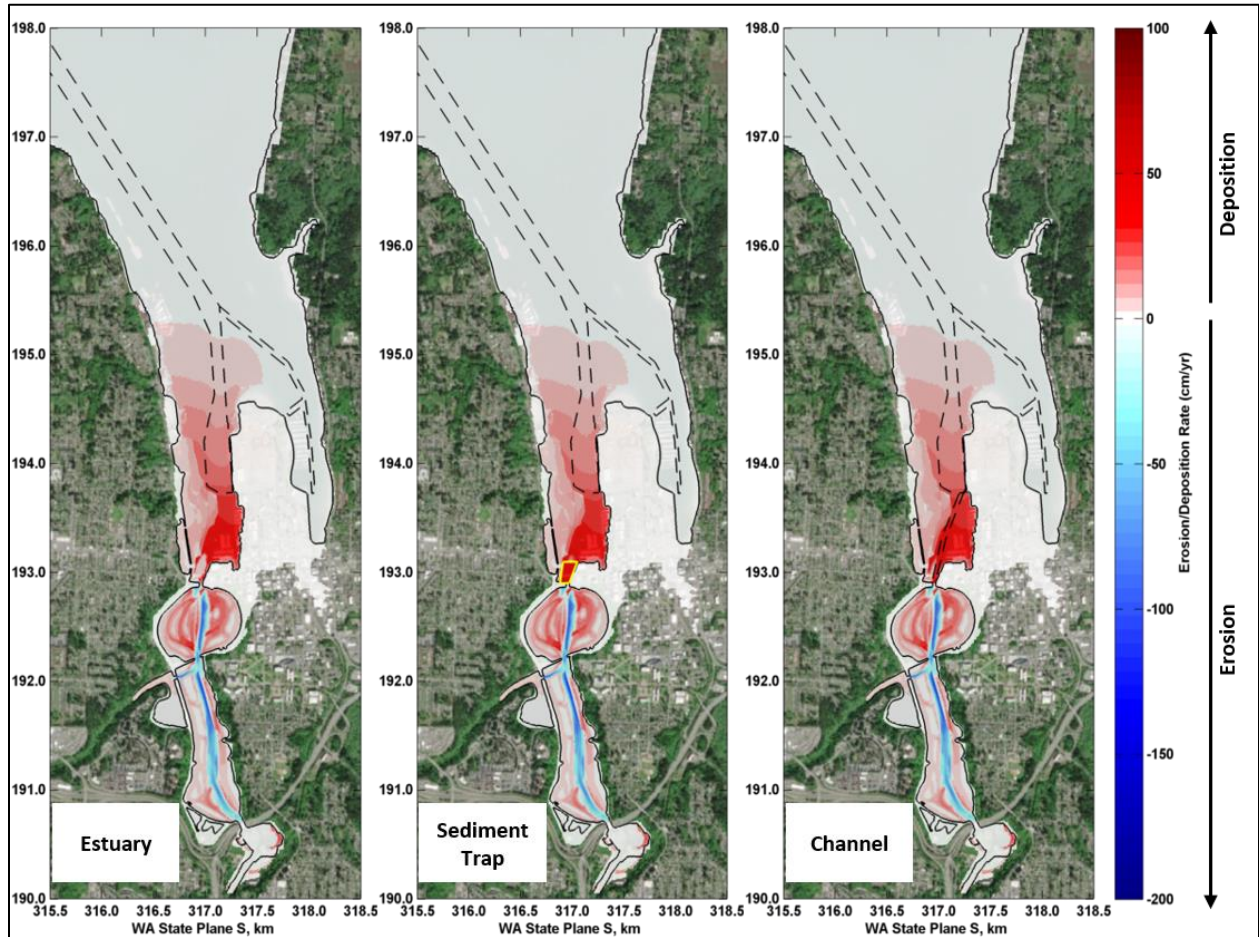 198.0
197.0
196.0
195.0
194.0
193.0
192.0
191.0
190.0
315.5 316.0 316.5 317.0 317.5 318.0 318.5
WA State Plane S, km
Estuary
198.0
197.0
196.0
195.0
194.0
193.0
192.0
191.0
190.0
315.5 316.0 316.5 317.0 317.5 318.0 318.5
WA State Plane S, km
Sediment
Trap
198.0
197.0
196.0
195.0
194.0
193.0
192.0
191.0
190.0
315.5 316.0 316.5 317.0 317.5 318.0 318.5
WA State Plane S, km
Channel
100
50
0
-50
-100
-150
-200
Erosion/Deposition Rate (cm/yr)
Deposition
Erosion